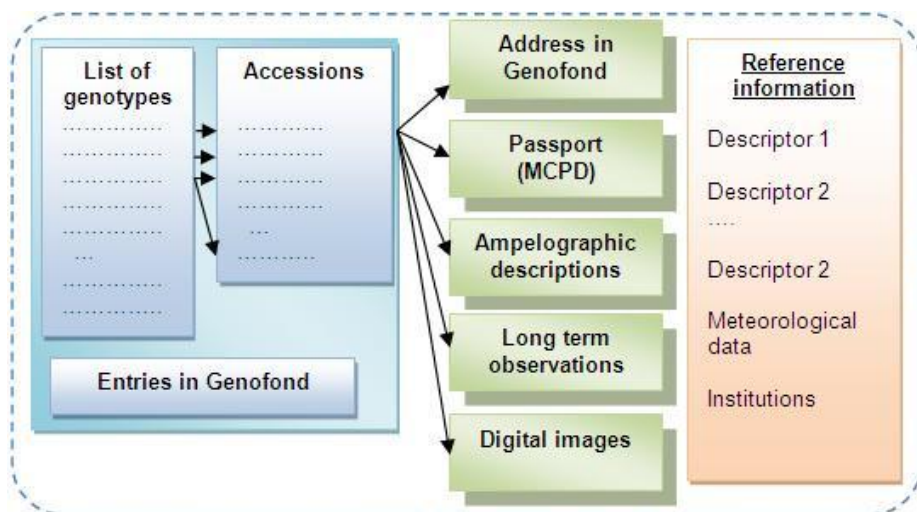 List of
genotypes
.............
.............
.............
.............
...
.............
.............
Accessions
...........
...........
...........
...........
...
...........
Entries in Genofond
Address in
Genofond
Passport
(MCPD)
Ampelographic
descriptions
Long term
observations
Digital images
Reference
information
Descriptor 1
Descriptor 2
....
Descriptor 2
Meteorological
data
Institutions